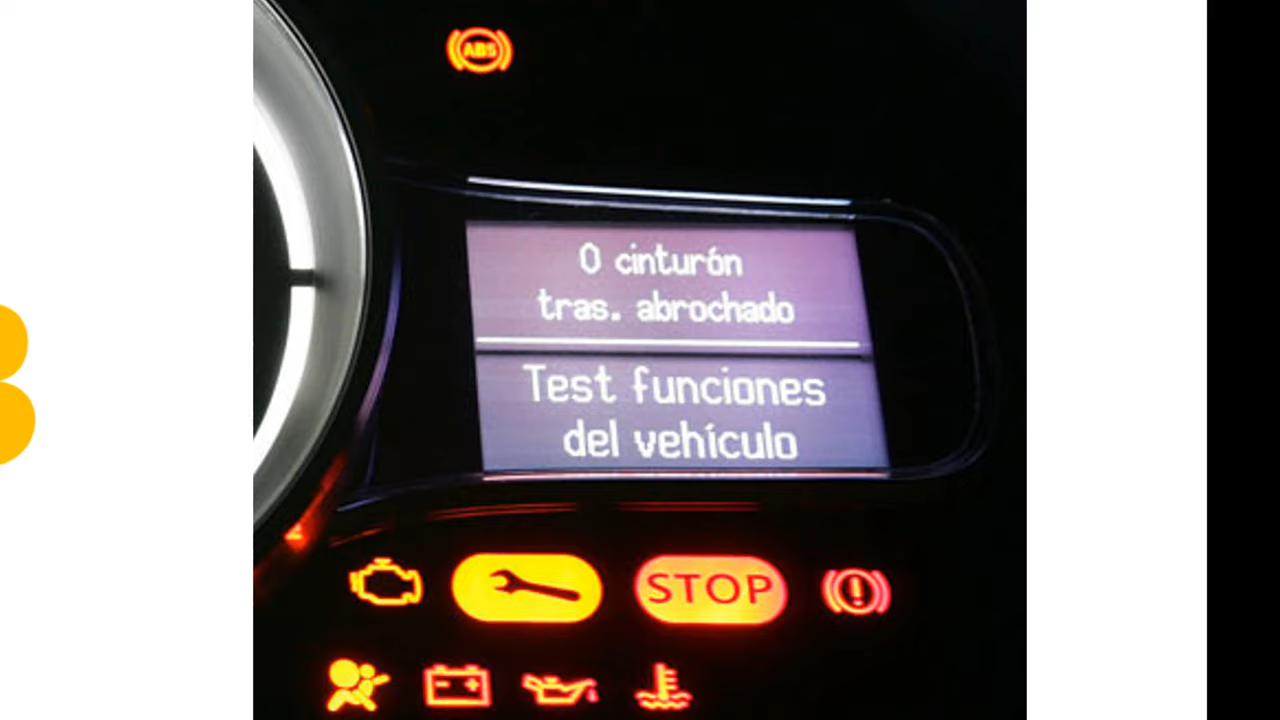 ABS
0 cinturón
tras. abrochado
Test funciones
del vehículo
STOP